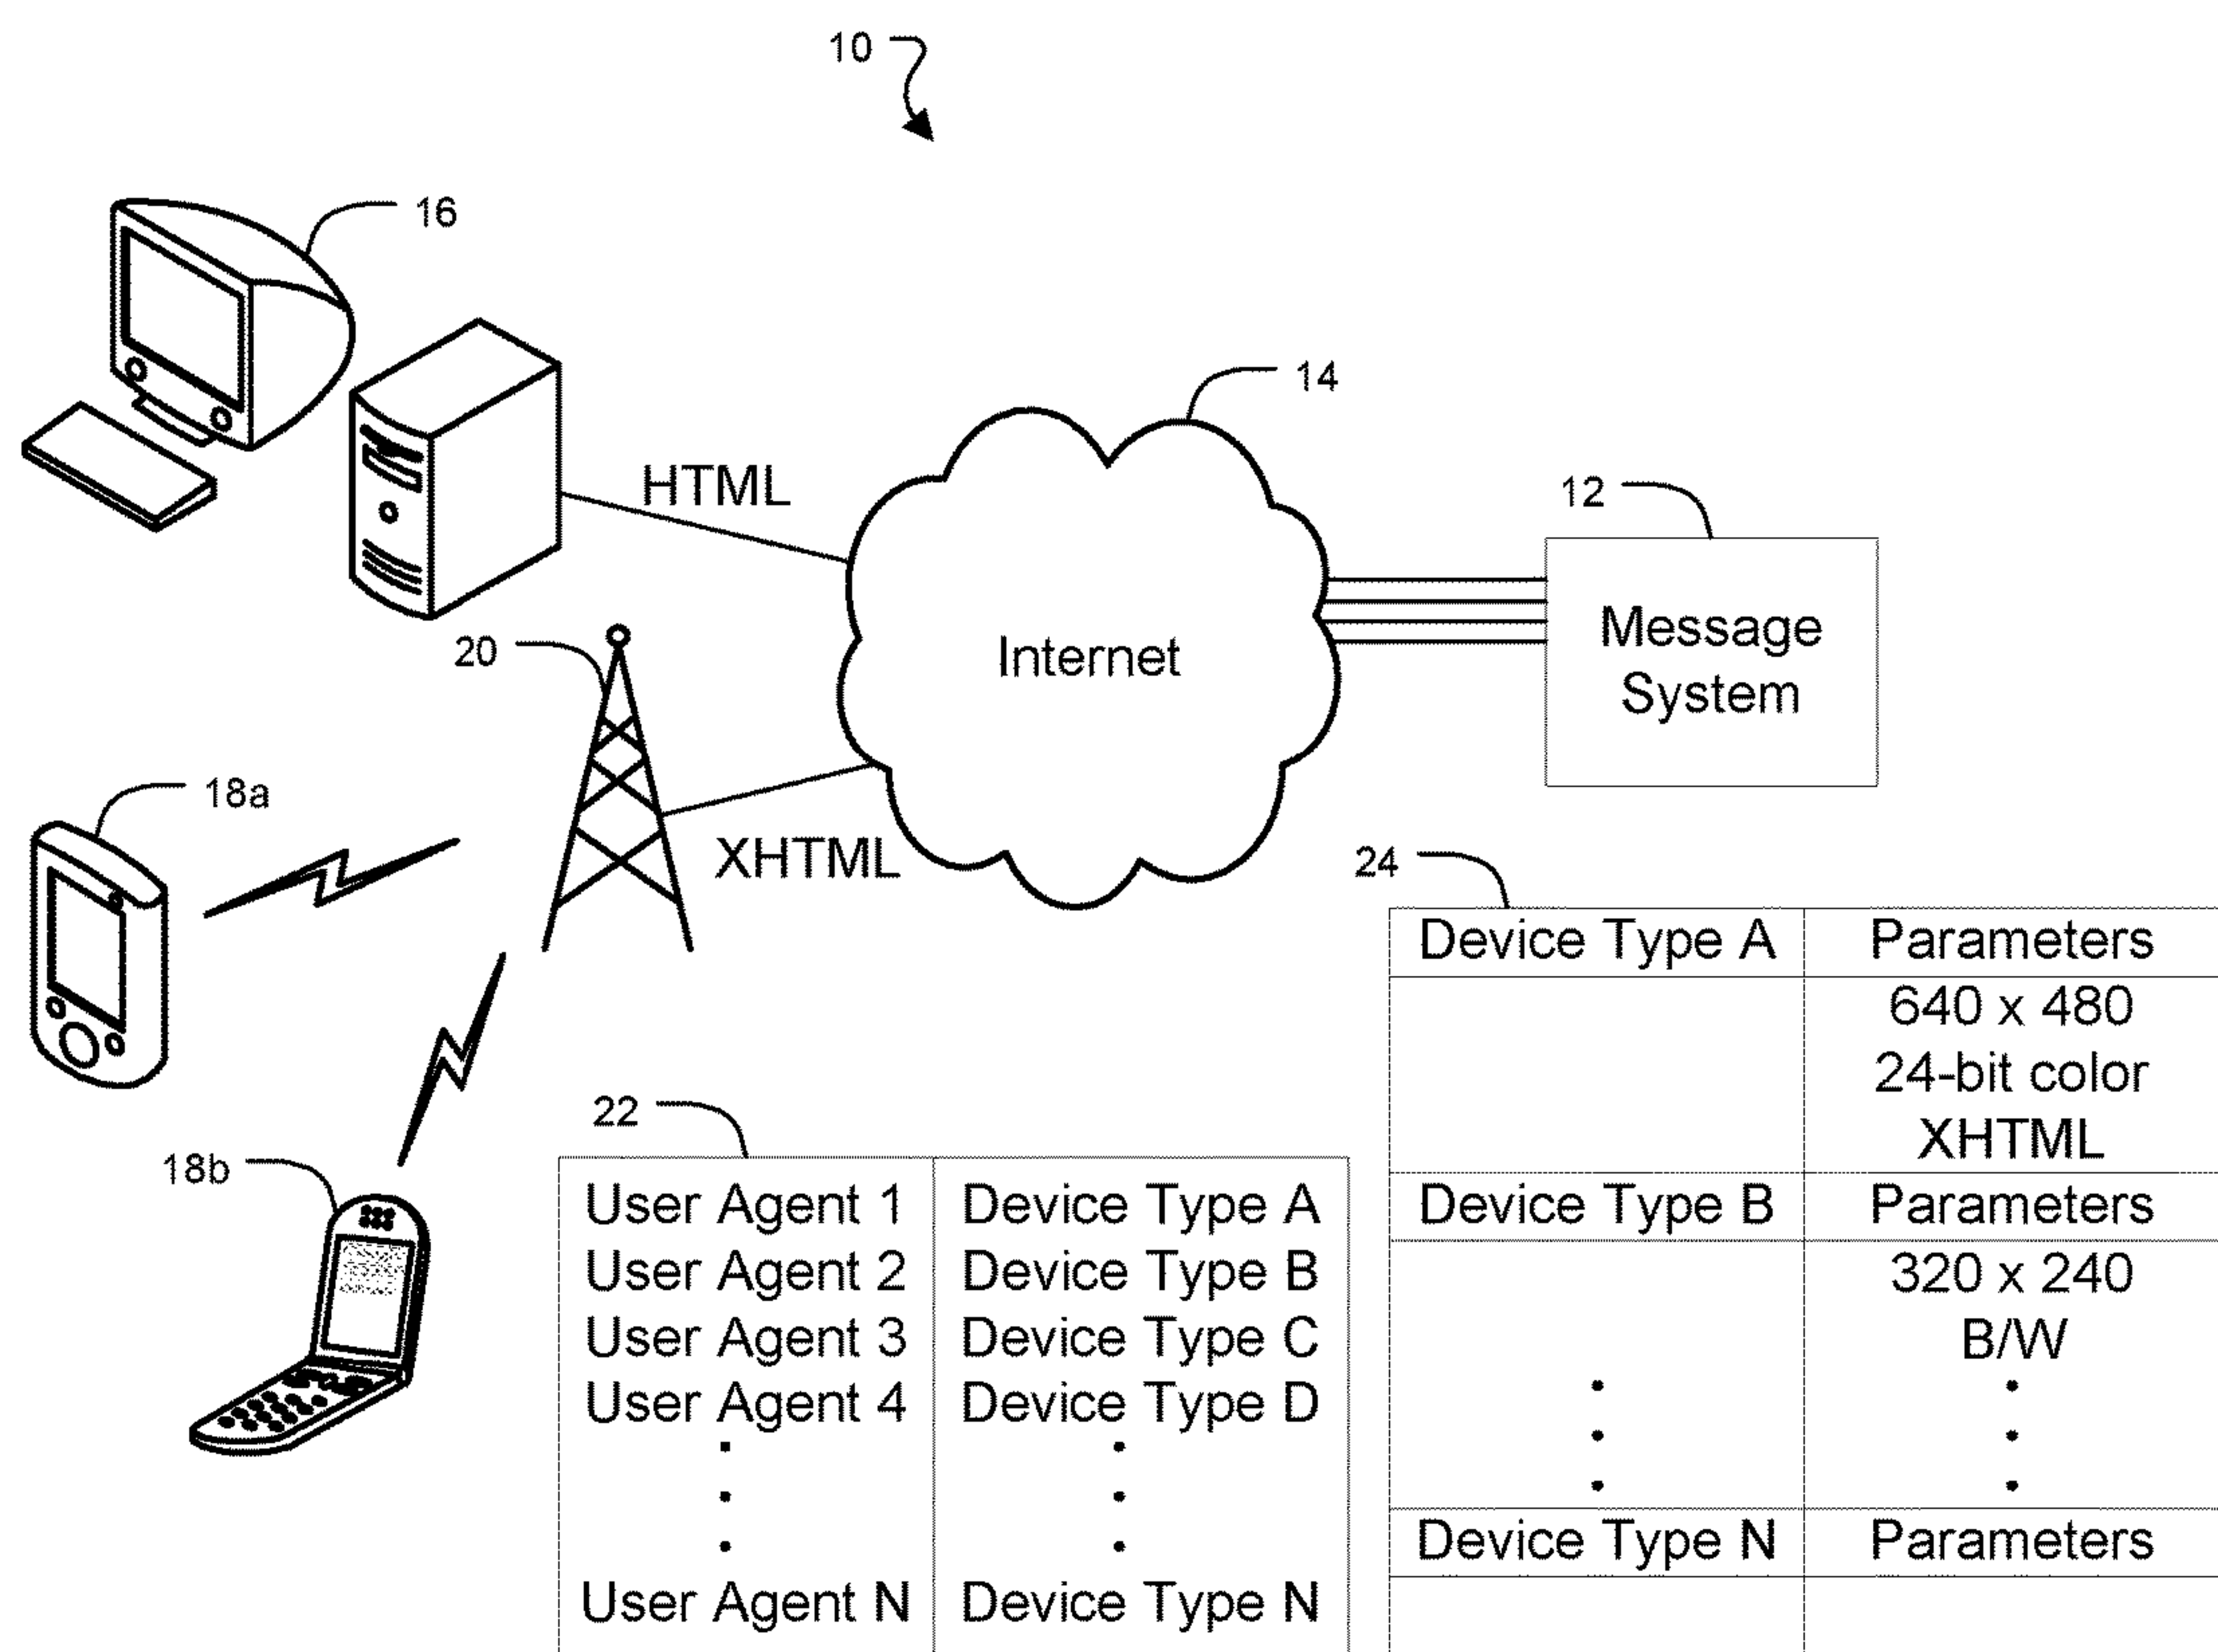 10
16
14
HTML
12
20
Internet
Message
System
18a
XHTML
24
Device Type A Parameters
640 x 480
24-bit color
XHTML
Device Type B Parameters
320 x 240
B/W
Device Type N Parameters
22
18b
User Agent 1 Device Type A
User Agent 2 Device Type B
User Agent 3 Device Type C
User Agent 4 Device Type D
User Agent N Device Type N